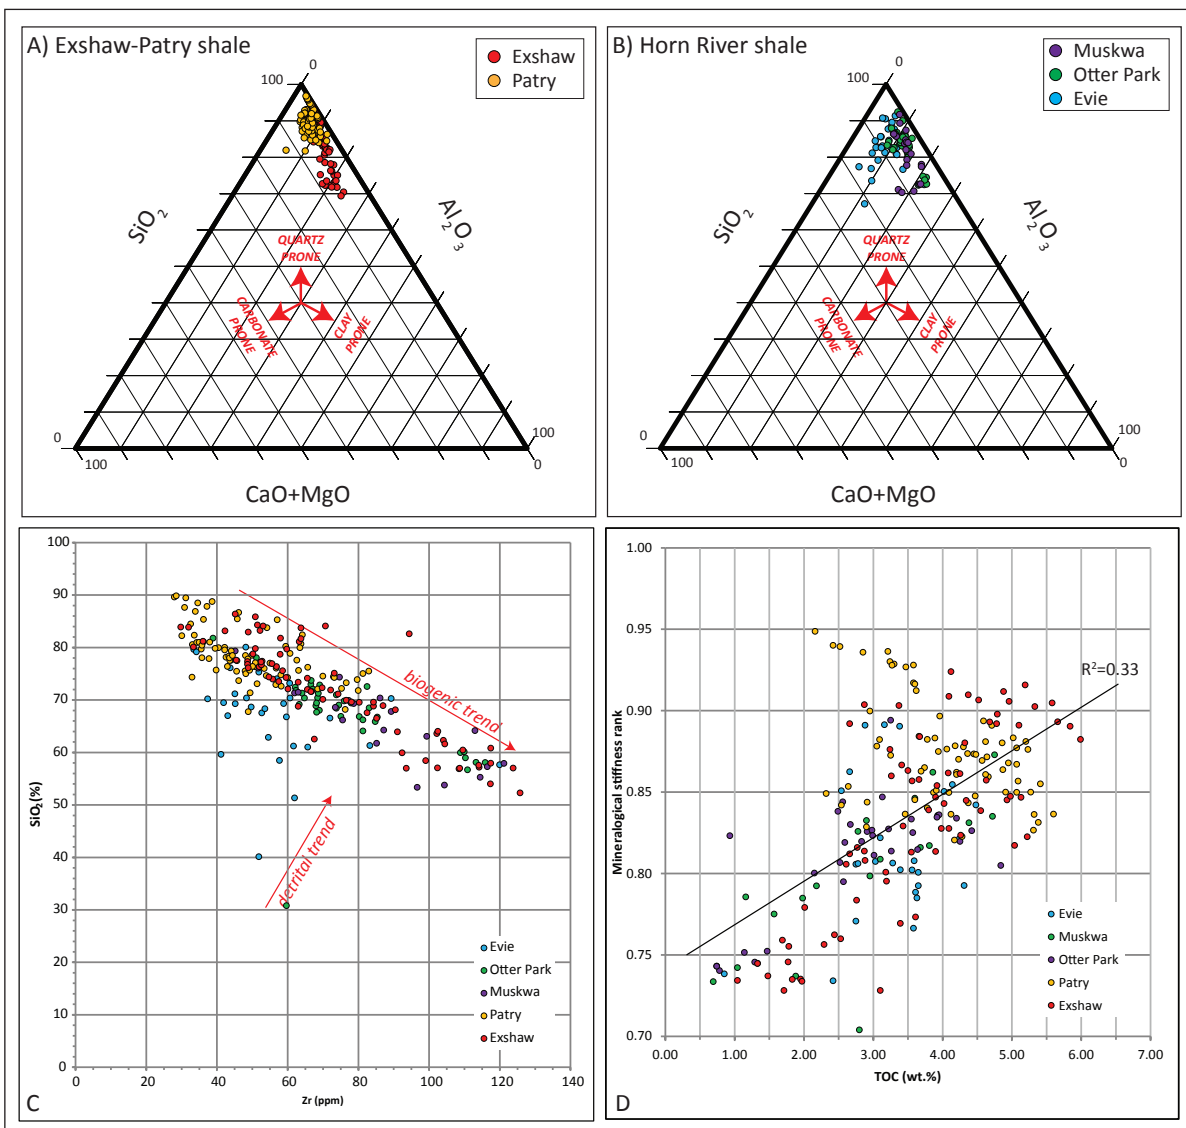 A) Exshaw-Patry shale
Exshaw
Patry
0
100
SiO2
Al2O3
QUARTZ
PRONE
CARBONATE
PRONE
CLAY
PRONE
0
100
100
0
CaO+MgO
B) Horn River shale
Muskwa
Otter Park
Evie
0
100
SiO2
Al2O3
QUARTZ
PRONE
CARBONATE
PRONE
CLAY
PRONE
0
100
100
0
CaO+MgO
100
90
80
70
60
50
40
30
20
10
0
SiO2(%)
biogenic trend
detrital trend
Evie
Otter Park
Muskwa
Patry
Exshaw
0
20
40
60
80
100
120
140
Zr (ppm)
C
1.00
0.95
0.90
0.85
0.80
0.75
0.70
Mineralogical stiffness rank
R²=0.33
Evie
Muskwa
Otter Park
Patry
Exshaw
0.00
1.00
2.00
3.00
4.00
5.00
6.00
7.00
TOC (wt.%)
D